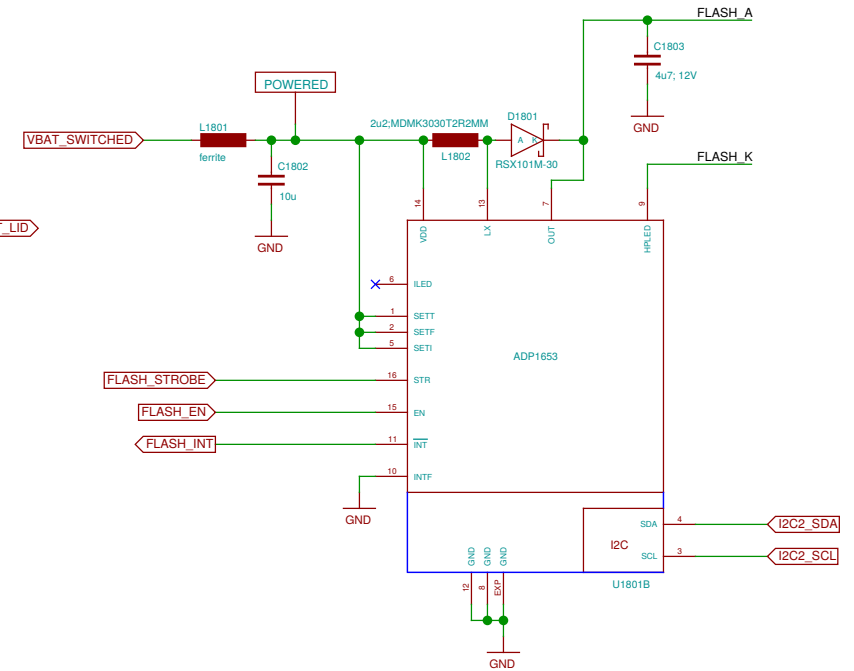 FLASH_A
C1803
4u7; 12V
GND
POWERED
2u2;MDMK3030T2R2MM
D1801
L1801
VBAT_SWITCHED
A K
ferrite
L1802
RSX101M-30
FLASH_K
C1802
10u
GND
T_LID
14
13
7
9
VDD
LX
OUT
HPLED
6
ILED
1
SETT
2
SETF
5
SETI
ADP1653
FLASH_STROBE
16
STR
FLASH_EN
15
EN
FLASH_INT
11
INT
10
INTF
GND
SDA
4
I2C2_SDA
I2C
SCL
3
I2C2_SCL
GND
GND
GND
12
8
EXP
U1801B
GND